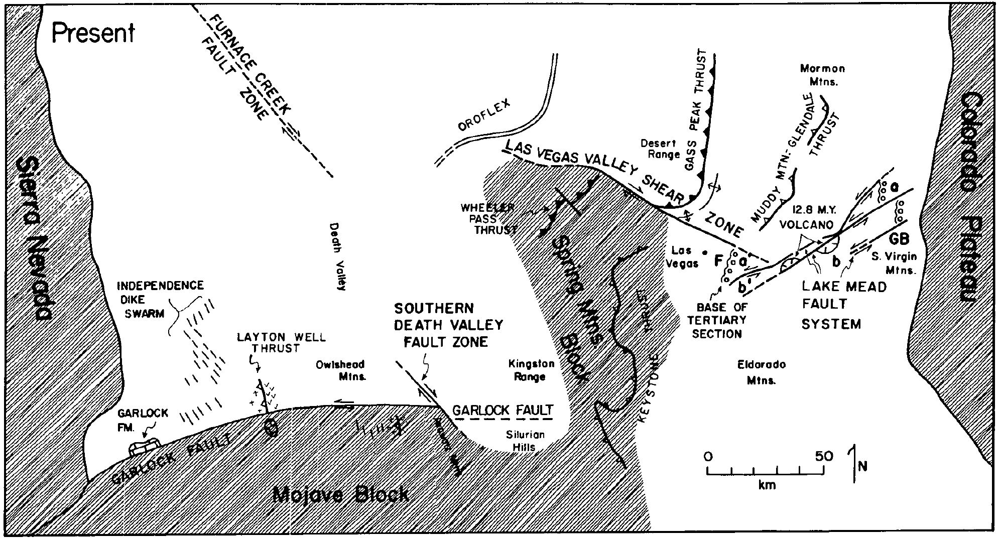 Present
FURNACE CREEK
FAULT
ZONE
Sierra Nevada
Colorado Plateau
OROFLEX
LAS VEGAS VALLEY SHEAR
ZONE
GASS PEAK THRUST
Desert
Range
Mormon
Mtns.
MUDDY MTN.- GLENDALE
THRUST
12.8 M.Y.
VOLCANO
a
GB
S. Virgin
Mtns.
b
WHEELER
PASS
THRUST
Las
Vegas
F
a'
b'
LAKE MEAD
FAULT
SYSTEM
BASE OF
TERTIARY
SECTION
Spring Mtns.
Block
KEYSTONE
THRUST
Death Valley
INDEPENDENCE
DIKE
SWARM
LAYTON WELL
THRUST
SOUTHERN
DEATH VALLEY
FAULT ZONE
Owlshead
Mtns.
Kingston
Range
Eldorado
Mtns.
GARLOCK
FM.
GARLOCK FAULT
GARLOCK FAULT
Silurian
Hills
Mojave Block
0 50
km
N